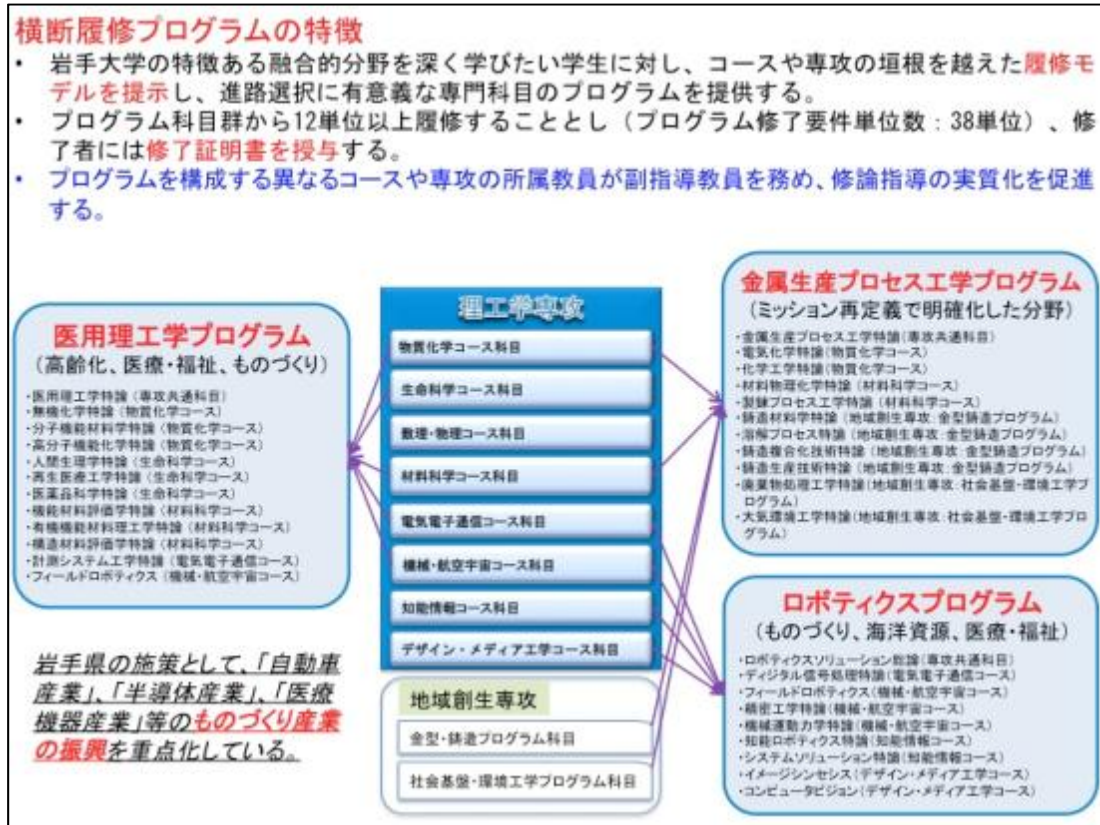 横断履修プログラムの特徴
• 岩手大学の特徴ある融合的分野を深く学びたい学生に対し、コースや専攻の垣根を越えた履修モ
デルを提示し、進路選択に有意義な専門科目のプログラムを提供する。
• プログラム科目群から12単位以上履修することとし（プログラム修了要件単位数：38単位）、修
了者には修了証明書を授与する。
• プログラムを構成する異なるコースや専攻の所属教員が副指導教員を務め、修論指導の実質化を促進
する。
医用理工学プログラム
(高齢化、医療・福祉、ものづくり)
・医用理工学特論（専攻共通科目）
・無機化学特論（物質化学コース）
・分子機能材料学特論（物質化学コース）
・高分子機能化学特論（物質化学コース）
・人間生理学特論（生命科学コース）
・再生医療工学特論（生命科学コース）
・医薬品科学特論（生命科学コース）
・機能材料評価学特論（材料科学コース）
・有機機能材料理工学特論（材料科学コース）
・構造材料評価学特論（材料科学コース）
・計測システム工学特論（電気電子通信コース）
・フィールドロボティクス（機械・航空宇宙コース）
岩手県の施策として、「自動車
産業」、「半導体産業」、「医療
機器産業」等のものづくり産業
の振興を重点化している。
理工学専攻
物質化学コース科目
生命科学コース科目
数理・物理コース科目
材料科学コース科目
電気電子通信コース科目
機械・航空宇宙コース科目
知能情報コース科目
デザイン・メディア工学コース科目
地域創生専攻
金型・鋳造プログラム科目
社会基盤・環境工学プログラム科目
金属生産プロセス工学プログラム
(ミッション再定義で明確化した分野)
・金属生産プロセス工学特論（専攻共通科目）
・電気化学特論（物質化学コース）
・化学工学特論（物質化学コース）
・材料物理化学特論（材料科学コース）
・製錬プロセス工学特論（材料科学コース）
・鋳造材料学特論（地域創生専攻：金型鋳造プログラム）
・溶解プロセス特論（地域創生専攻：金型鋳造プログラム）
・鋳造複合化技術特論（地域創生専攻：金型鋳造プログラム）
・鋳造生産技術特論（地域創生専攻：金型鋳造プログラム）
・廃棄物処理工学特論（地域創生専攻：社会基盤・環境工学プ
ログラム）
・大気環境工学特論（地域創生専攻：社会基盤・環境工学プロ
グラム）
ロボティクスプログラム
(ものづくり、海洋資源、医療・福祉)
・ロボティクスソリューション総論（専攻共通科目）
・ディジタル信号処理特論（電気電子通信コース）
・フィールドロボティクス（機械・航空宇宙コース）
・精密工学特論（機械・航空宇宙コース）
・機械運動力学特論（機械・航空宇宙コース）
・知能ロボティクス特論（知能情報コース）
・システムソリューション特論（知能情報コース）
・イメージシンセシス（デザイン・メディア工学コース）
・コンピュータビジョン（デザイン・メディア工学コース）